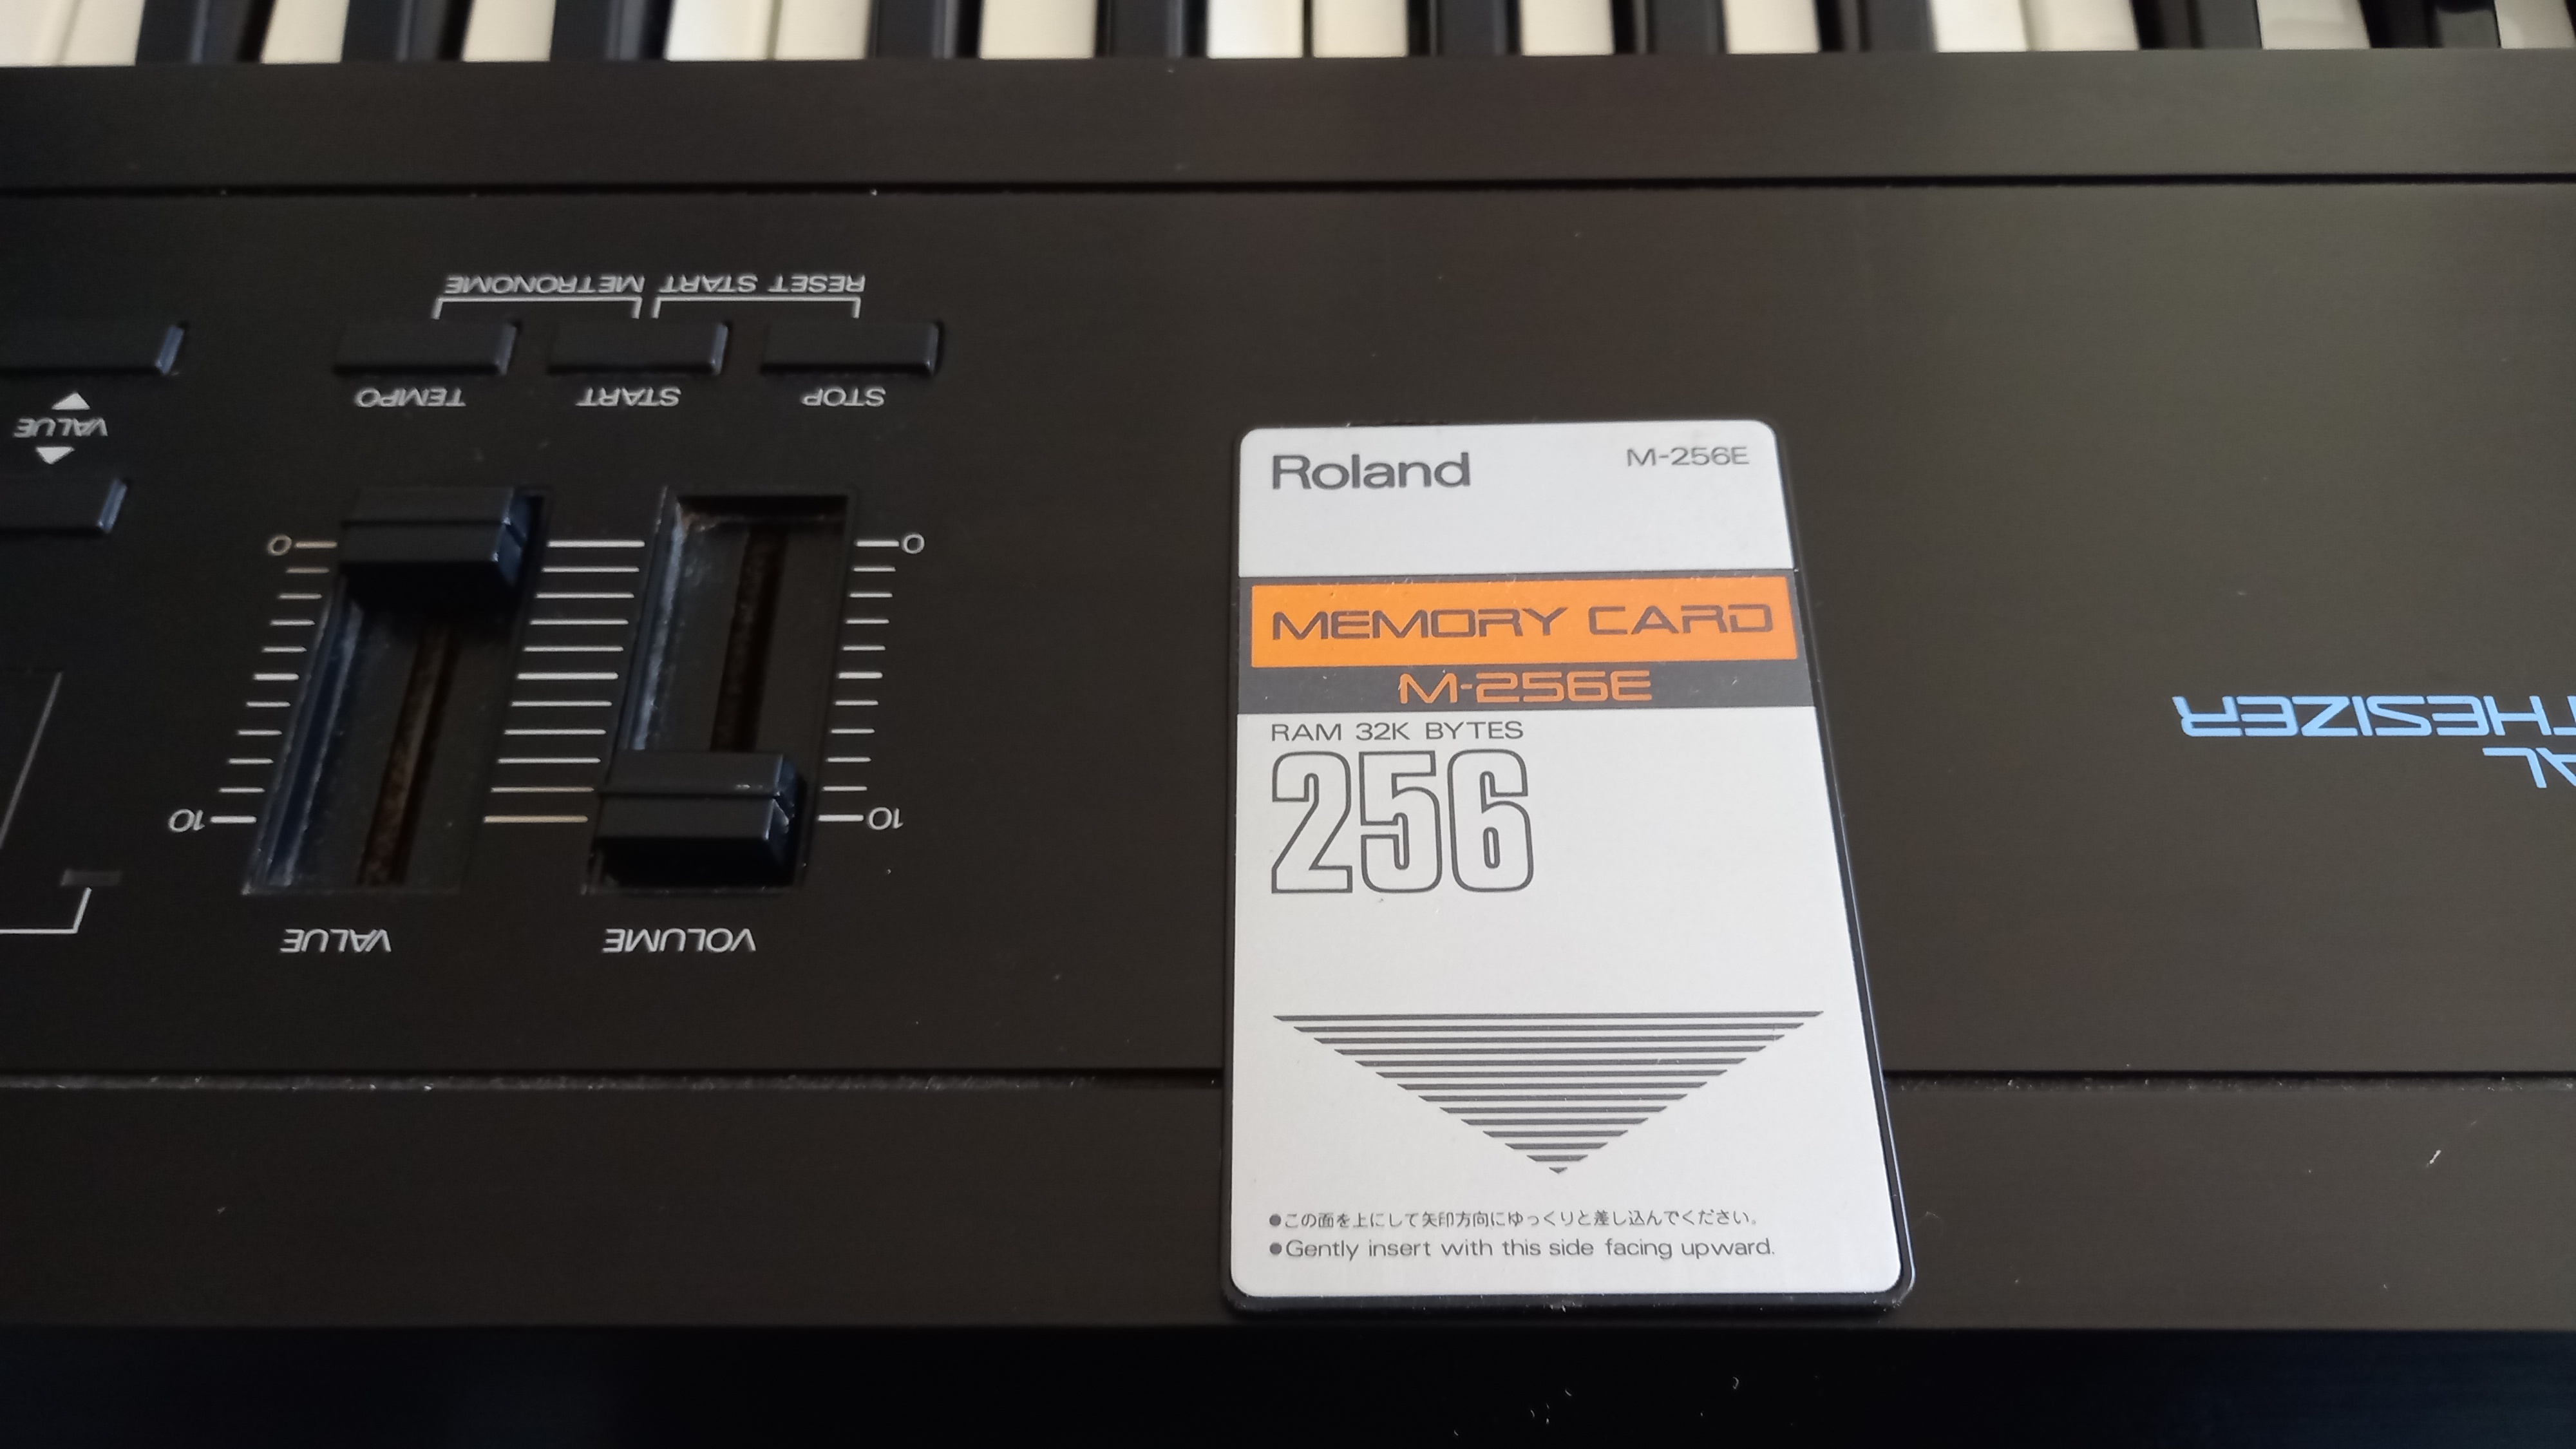 METRONOME
RESET START
TEMPO
START
STOP
VALUE
0
0
10
10
VALUE
VOLUME
Roland
M-256E
MEMORY CARD
M-256E
RAM 32K BYTES
256
●この面を上にして矢印方向にゆっくりと差し込んでください。
●Gently insert with this side facing upward.
AL
THESIZER